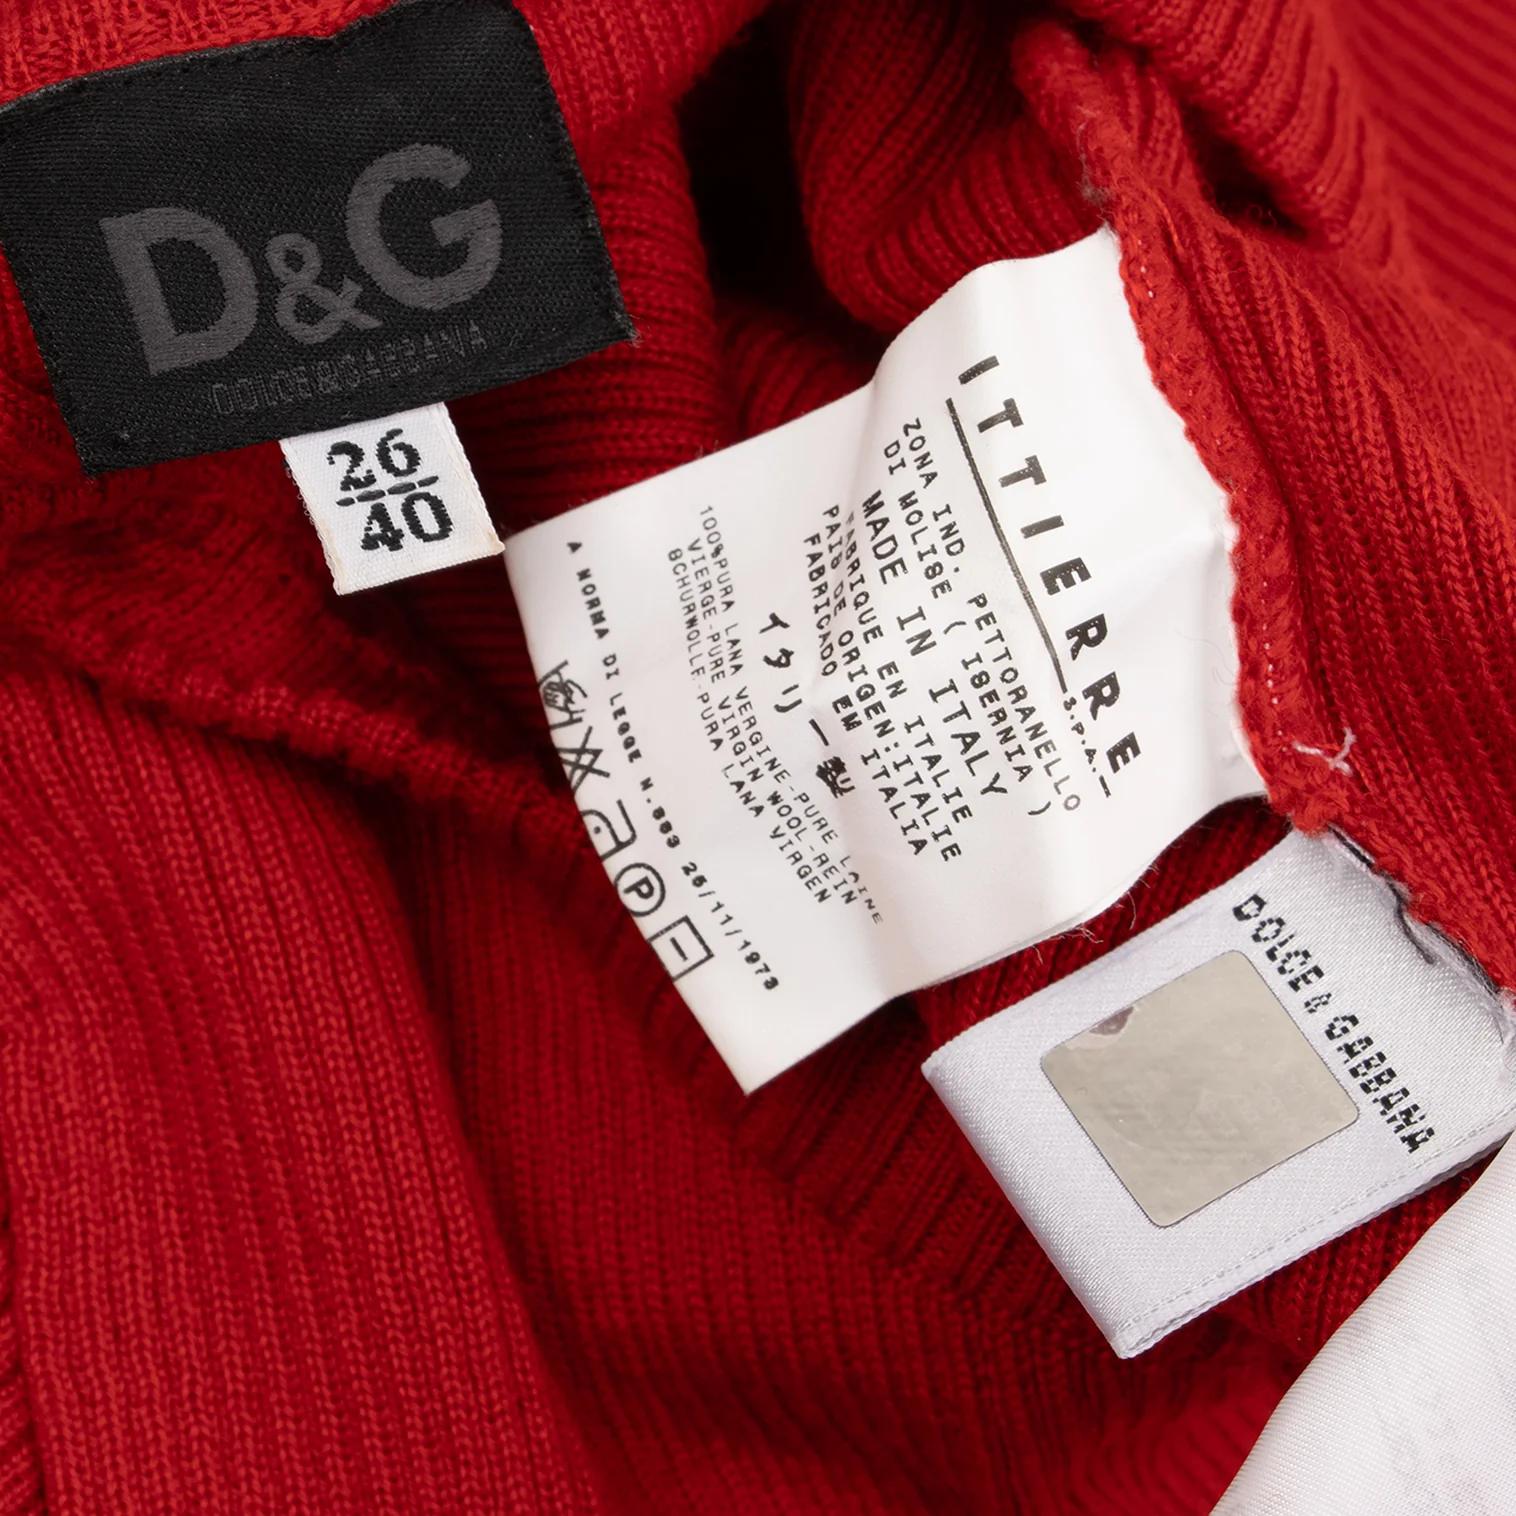 D&G
DOLCE & GABBANA
26
40
ITTIERRE
S.P.A.
ZONA IND. PETTORANELLO
DI MOLISE ( ISERNIA )
MADE IN ITALY
FABRIQUE EN ITALIE
PAIS DE ORIGEN:ITALIE
FABRICADO EM ITALIA
イタリー製
100%PURA LANA VERGINE-PURE LAINE
VIERGE-PURE VIRGIN WOOL-REIN
SCHURWOLLE-PURA LANA VIRGEN
A NORMA DI LEGGE N.883 26/11/1973
P
DOLCE & GABBANA